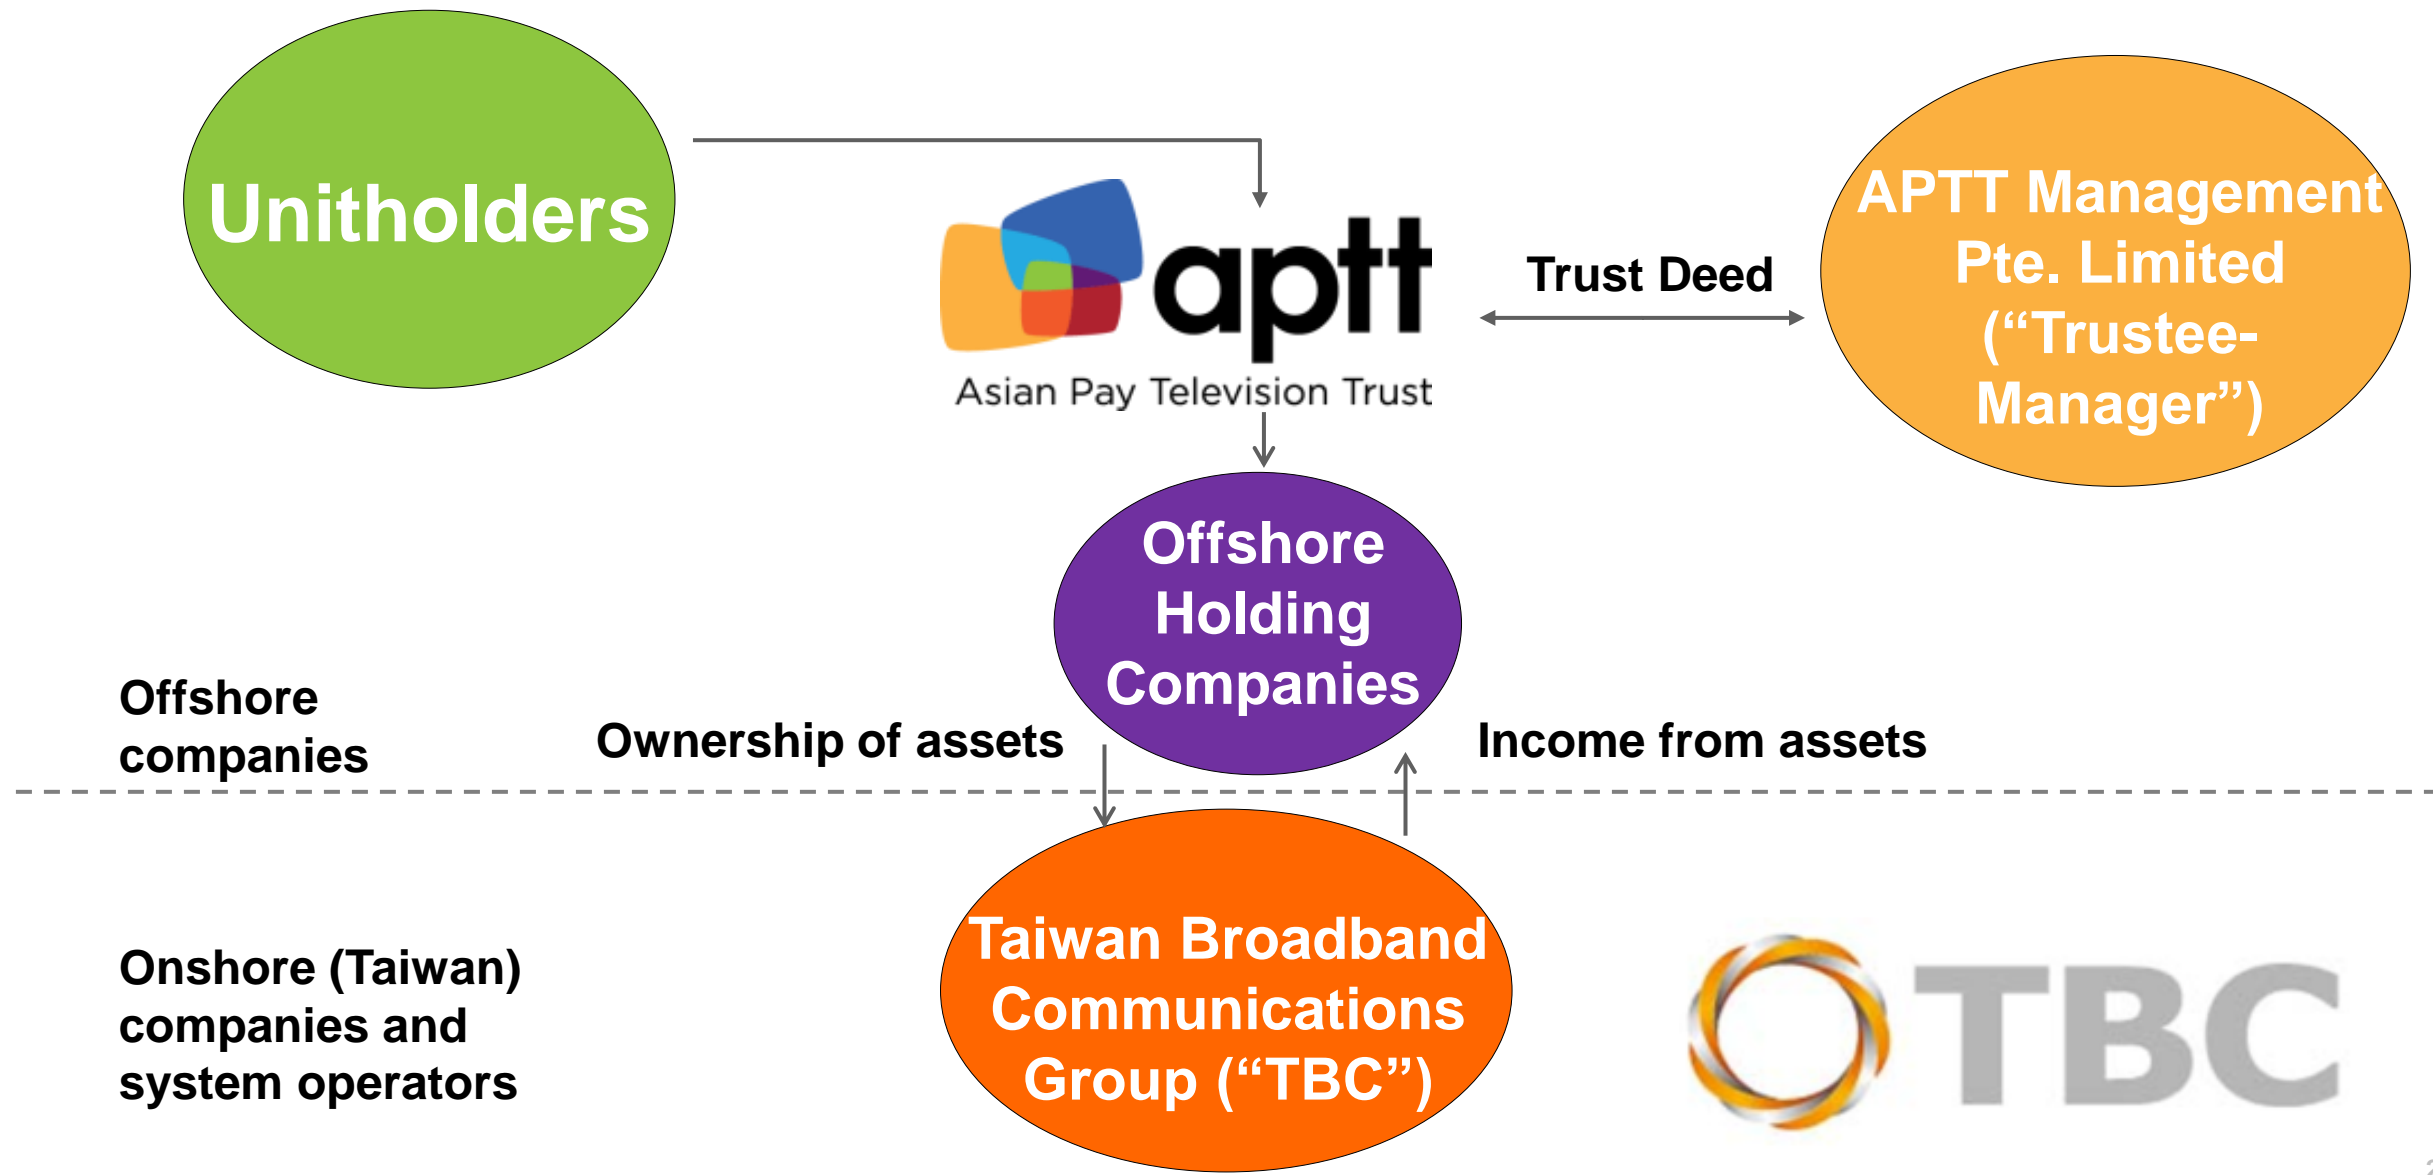 Unitholders
aptt
Asian Pay Television Trust
Trust Deed
APTT Management
Pte. Limited
(“Trustee-
Manager”)
Offshore
Holding
Companies
Offshore
companies
Ownership of assets
Income from assets
Onshore (Taiwan)
companies and
system operators
Taiwan Broadband
Communications
Group (“TBC”)
TBC